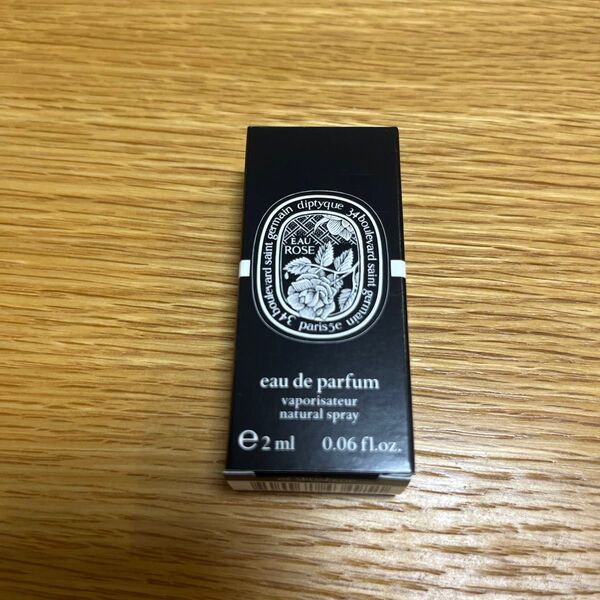 34 boulevard saint germain diptyque 34 boulevard saint germain
paris 5e
EAU
ROSE
eau de parfum
vaporisateur
natural spray
e 2 ml 0.06 fl.oz.